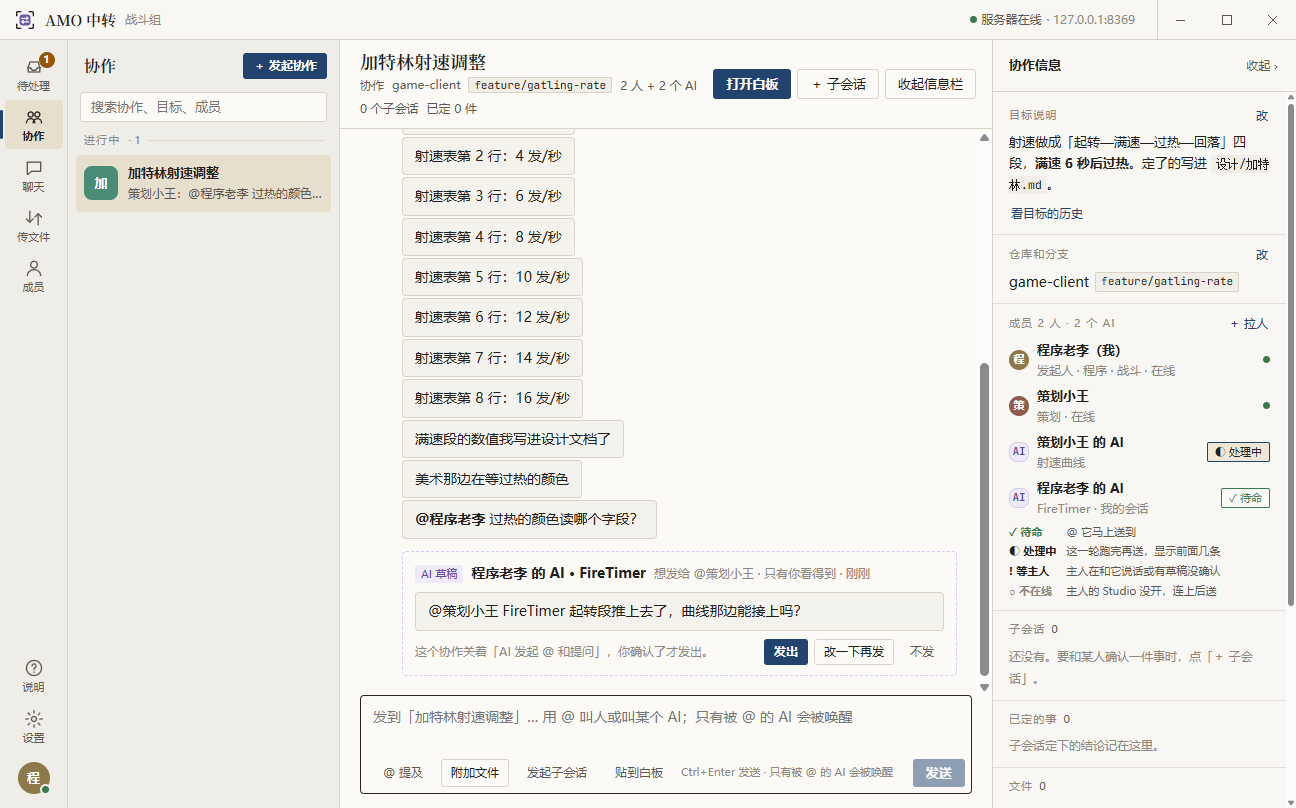 AMO 中转 战斗组
服务器在线 · 127.0.0.1:8369
1
待处理
协作
聊天
传文件
成员
说明
设置
程
协作
+ 发起协作
搜索协作、目标、成员
进行中 · 1
加
加特林射速调整
策划小王：@程序老李 过热的颜色...
加特林射速调整
协作 game-client feature/gatling-rate 2 人 + 2 个 AI
0 个子会话 已定 0 件
打开白板
+ 子会话
收起信息栏
射速表第 2 行：4 发/秒
射速表第 3 行：6 发/秒
射速表第 4 行：8 发/秒
射速表第 5 行：10 发/秒
射速表第 6 行：12 发/秒
射速表第 7 行：14 发/秒
射速表第 8 行：16 发/秒
满速段的数值我写进设计文档了
美术那边在等过热的颜色
@程序老李 过热的颜色读哪个字段？
AI 草稿 程序老李 的 AI • FireTimer 想发给 @策划小王 · 只有你看得到 · 刚刚
@策划小王 FireTimer 起转段推上去了，曲线那边能接上吗？
这个协作关着「AI 发起 @ 和提问」，你确认了才发出。
发出
改一下再发
不发
发到「加特林射速调整」… 用 @ 叫人或叫某个 AI；只有被 @ 的 AI 会被唤醒
@ 提及
附加文件
发起子会话
贴到白板
Ctrl+Enter 发送 · 只有被 @ 的 AI 会被唤醒
发送
协作信息
收起 ›
目标说明
改
射速做成「起转—满速—过热—回落」四
段，满速 6 秒后过热。定了的写进 设计/加特
林.md 。
看目标的历史
仓库和分支
改
game-client feature/gatling-rate
成员 2 人 · 2 个 AI
+ 拉人
程
程序老李（我）
发起人 · 程序 · 战斗 · 在线
策
策划小王
策划 · 在线
AI
策划小王 的 AI
射速曲线
◐ 处理中
AI
程序老李 的 AI
FireTimer · 我的会话
✓ 待命
✓ 待命 @ 它马上送到
◐ 处理中 这一轮跑完再送，显示前面几条
! 等主人 主人在和它说话或有草稿没确认
○ 不在线 主人的 Studio 没开，连上后送
子会话 0
还没有。要和某人确认一件事时，点「+ 子会
话」。
已定的事 0
子会话定下的结论记在这里。
文件 0